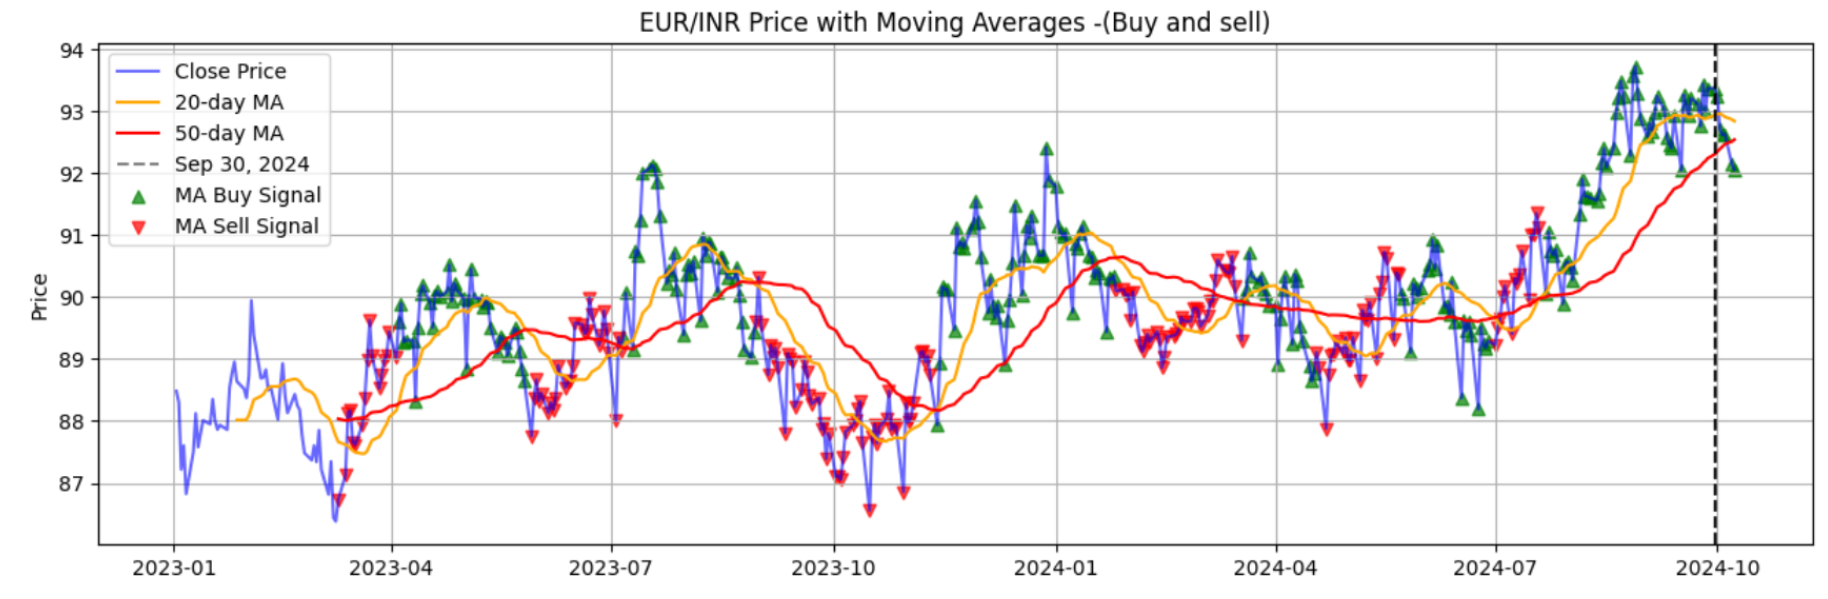 EUR/INR Price with Moving Averages -(Buy and sell)
Close Price
20-day MA
50-day MA
Sep 30, 2024
MA Buy Signal
MA Sell Signal
Price
94
93
92
91
90
89
88
87
2023-01 2023-04 2023-07 2023-10 2024-01 2024-04 2024-07 2024-10